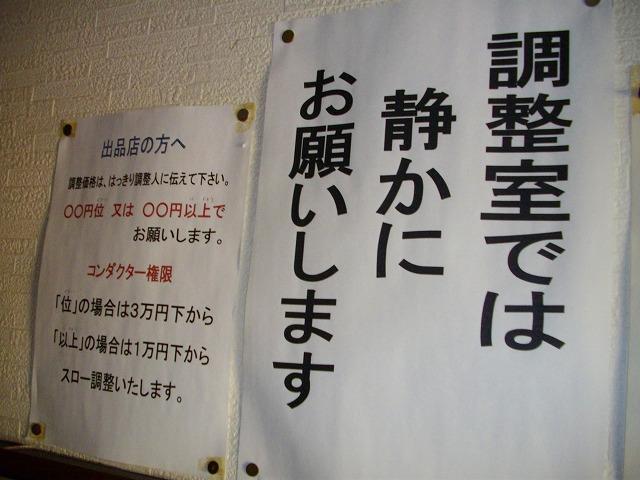 出品店の方へ
調整価格は、はっきり調整人に伝えて下さい。
〇〇円位 又は 〇〇円以上で
お願いします。
コンダクター権限
「位」の場合は3万円下から
「以上」の場合は1万円下から
スロー調整いたします。
調整室では
静かに
お願いします